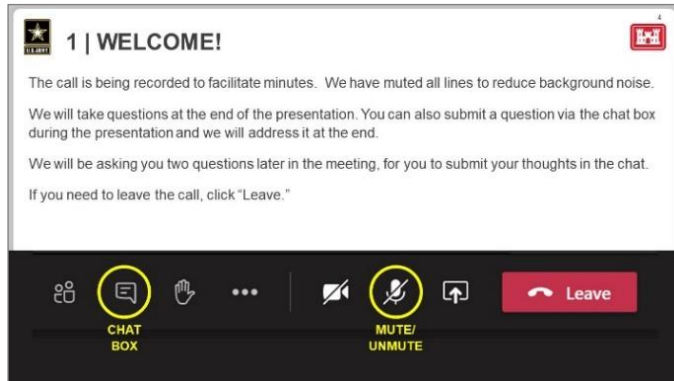 4
U.S. ARMY
1 | WELCOME!
The call is being recorded to facilitate minutes. We have muted all lines to reduce background noise.
We will take questions at the end of the presentation. You can also submit a question via the chat box
during the presentation and we will address it at the end.
We will be asking you two questions later in the meeting, for you to submit your thoughts in the chat.
If you need to leave the call, click “Leave.”
Leave
CHAT
BOX
MUTE/
UNMUTE